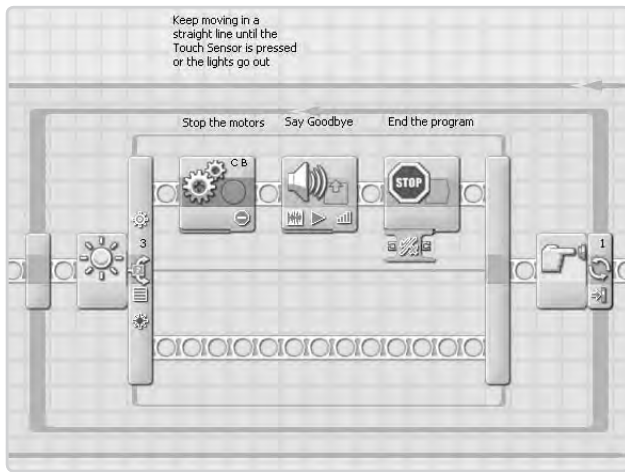 Keep moving in a
straight line until the
Touch Sensor is pressed
or the lights go out
Stop the motors
Say Goodbye
End the program
C B
STOP
3
1